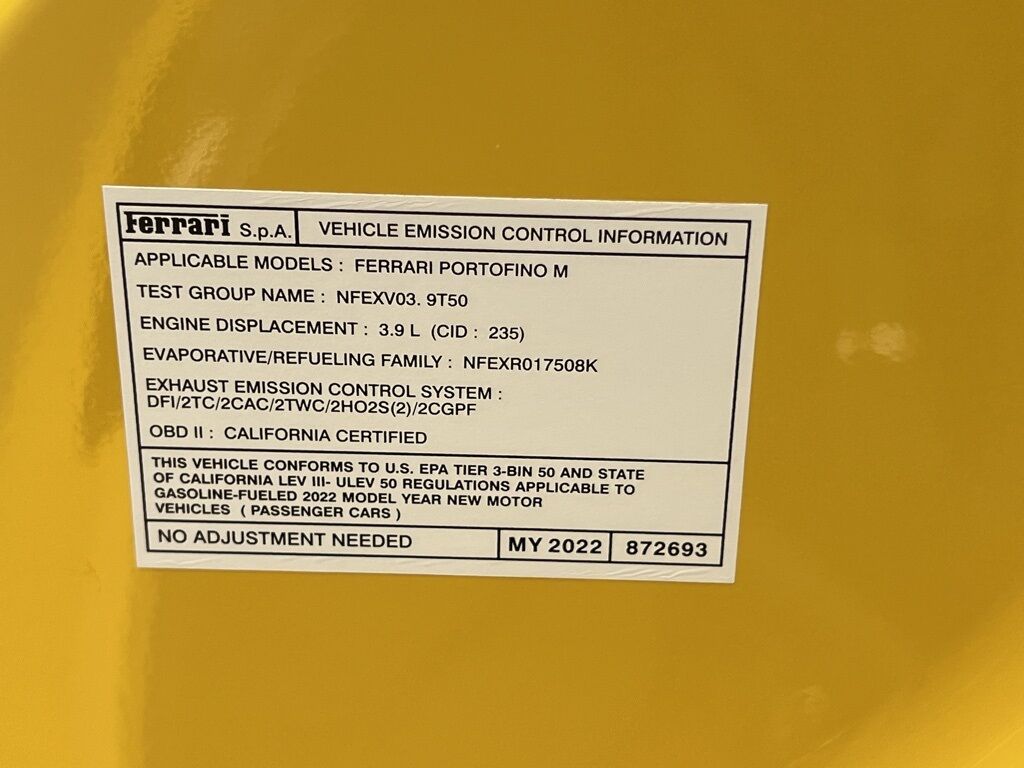 Ferrari S.p.A. VEHICLE EMISSION CONTROL INFORMATION
APPLICABLE MODELS : FERRARI PORTOFINO M
TEST GROUP NAME : NFEXV03. 9T50
ENGINE DISPLACEMENT : 3.9 L (CID : 235)
EVAPORATIVE/REFUELING FAMILY : NFEXR017508K
EXHAUST EMISSION CONTROL SYSTEM :
DFI/2TC/2CAC/2TWC/2HO2S(2)/2CGPF
OBD II : CALIFORNIA CERTIFIED
THIS VEHICLE CONFORMS TO U.S. EPA TIER 3-BIN 50 AND STATE
OF CALIFORNIA LEV III- ULEV 50 REGULATIONS APPLICABLE TO
GASOLINE-FUELED 2022 MODEL YEAR NEW MOTOR
VEHICLES ( PASSENGER CARS )
NO ADJUSTMENT NEEDED MY 2022 872693